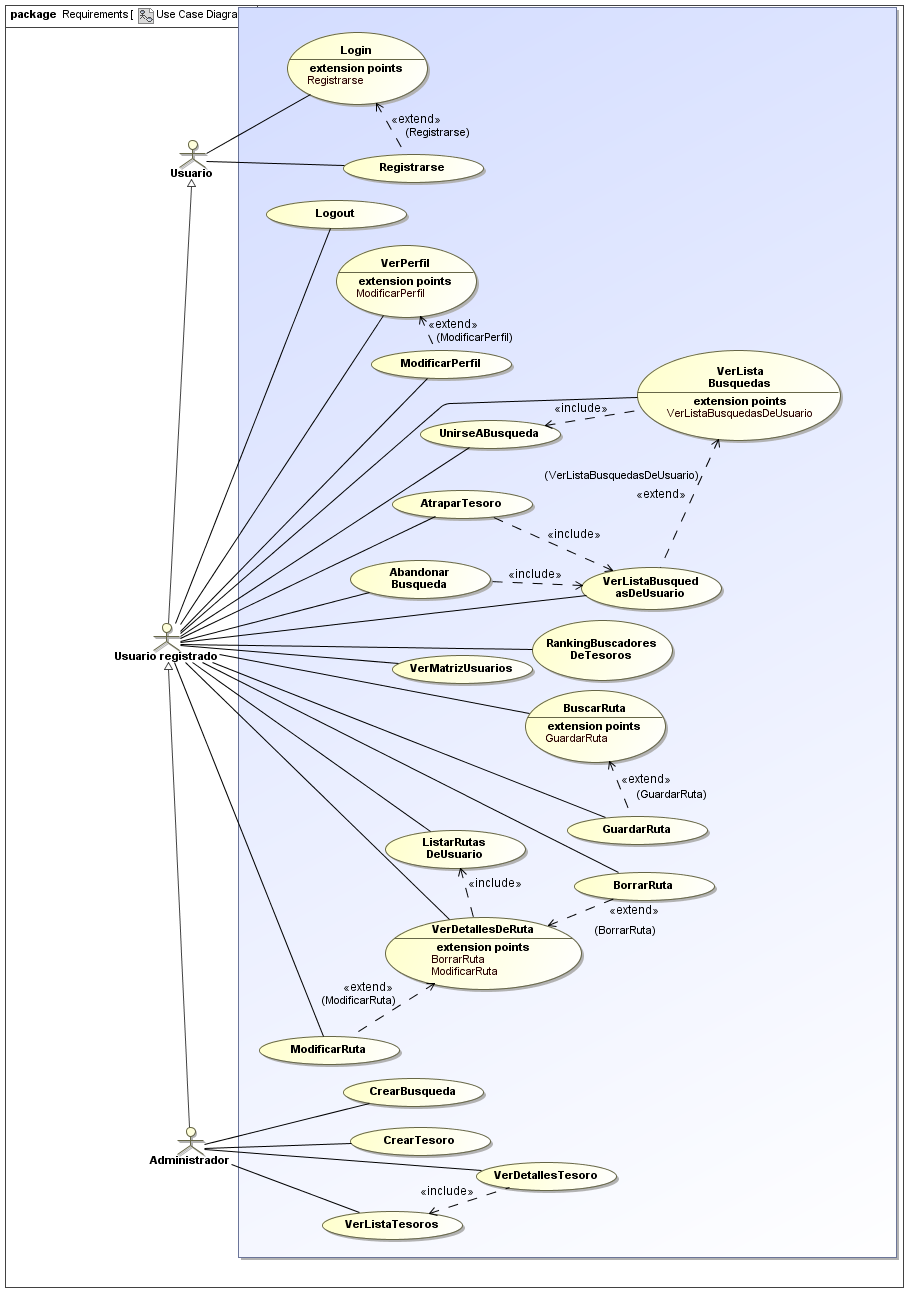 package Requirements [ Use Case Diagra
Login
extension points
Registrarse
«extend»
(Registrarse)
Usuario
Registrarse
Logout
VerPerfil
extension points
ModificarPerfil
«extend»
(ModificarPerfil)
ModificarPerfil
VerLista
Busquedas
extension points
VerListaBusquedasDeUsuario
«include»
UnirseABusqueda
(VerListaBusquedasDeUsuario)
«extend»
AtraparTesoro
«include»
Abandonar
Busqueda
«include»
VerListaBusqued
asDeUsuario
RankingBuscadores
DeTesoros
Usuario registrado
VerMatrizUsuarios
BuscarRuta
extension points
GuardarRuta
«extend»
(GuardarRuta)
GuardarRuta
ListarRutas
DeUsuario
«include»
BorrarRuta
«extend»
(BorrarRuta)
VerDetallesDeRuta
extension points
BorrarRuta
ModificarRuta
«extend»
(ModificarRuta)
ModificarRuta
CrearBusqueda
CrearTesoro
Administrador
VerDetallesTesoro
«include»
VerListaTesoros